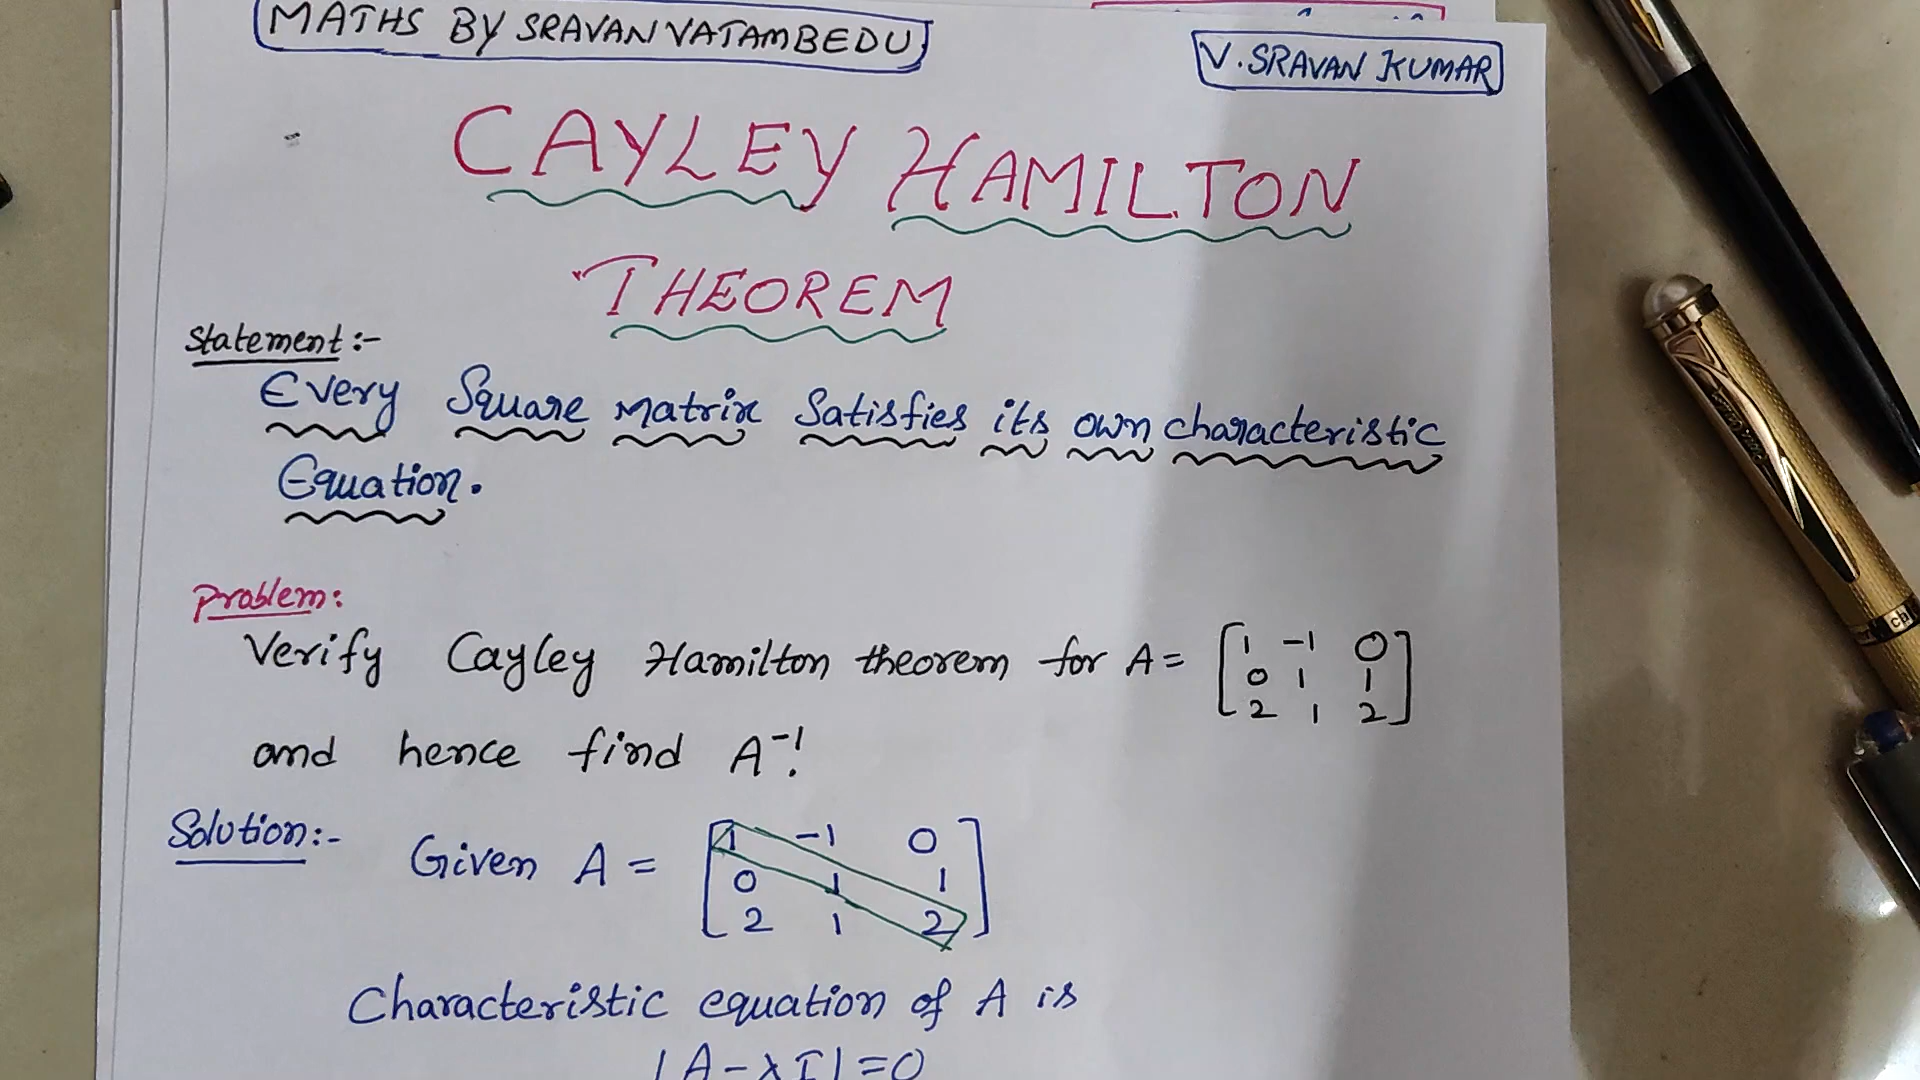 MATHS BY SRAVAN VATAMBEDU
V. SRAVAN KUMAR
CAYLEY HAMILTON
THEOREM
Statement :-
Every Square matrix Satisfies its own characteristic
Equation.
Problem:
Verify Cayley Hamilton theorem for A = [1 -1 0
0 1 1
2 1 2]
and hence find A⁻¹.
Solution:-
Given A = [1 -1 0
0 1 1
2 1 2]
Characteristic equation of A is
|A - λI| = 0